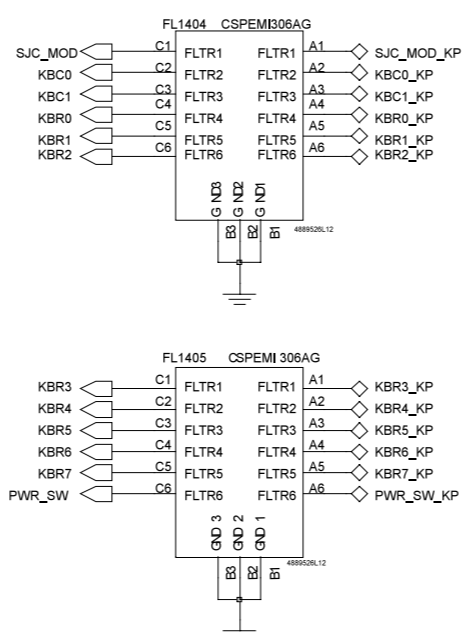 FL1404 CSPEMI306AG
SJC_MOD C1 FLTR1 FLTR1 A1 SJC_MOD_KP
KBC0 C2 FLTR2 FLTR2 A2 KBC0_KP
KBC1 C3 FLTR3 FLTR3 A3 KBC1_KP
KBR0 C4 FLTR4 FLTR4 A4 KBR0_KP
KBR1 C5 FLTR5 FLTR5 A5 KBR1_KP
KBR2 C6 FLTR6 FLTR6 A6 KBR2_KP
GND3 GND2 GND1
B3 B2 B1 4889526L12
FL1405 CSPEMI 306AG
KBR3 C1 FLTR1 FLTR1 A1 KBR3_KP
KBR4 C2 FLTR2 FLTR2 A2 KBR4_KP
KBR5 C3 FLTR3 FLTR3 A3 KBR5_KP
KBR6 C4 FLTR4 FLTR4 A4 KBR6_KP
KBR7 C5 FLTR5 FLTR5 A5 KBR7_KP
PWR_SW C6 FLTR6 FLTR6 A6 PWR_SW_KP
GND 3 GND 2 GND 1
B3 B2 B1 4889526L12